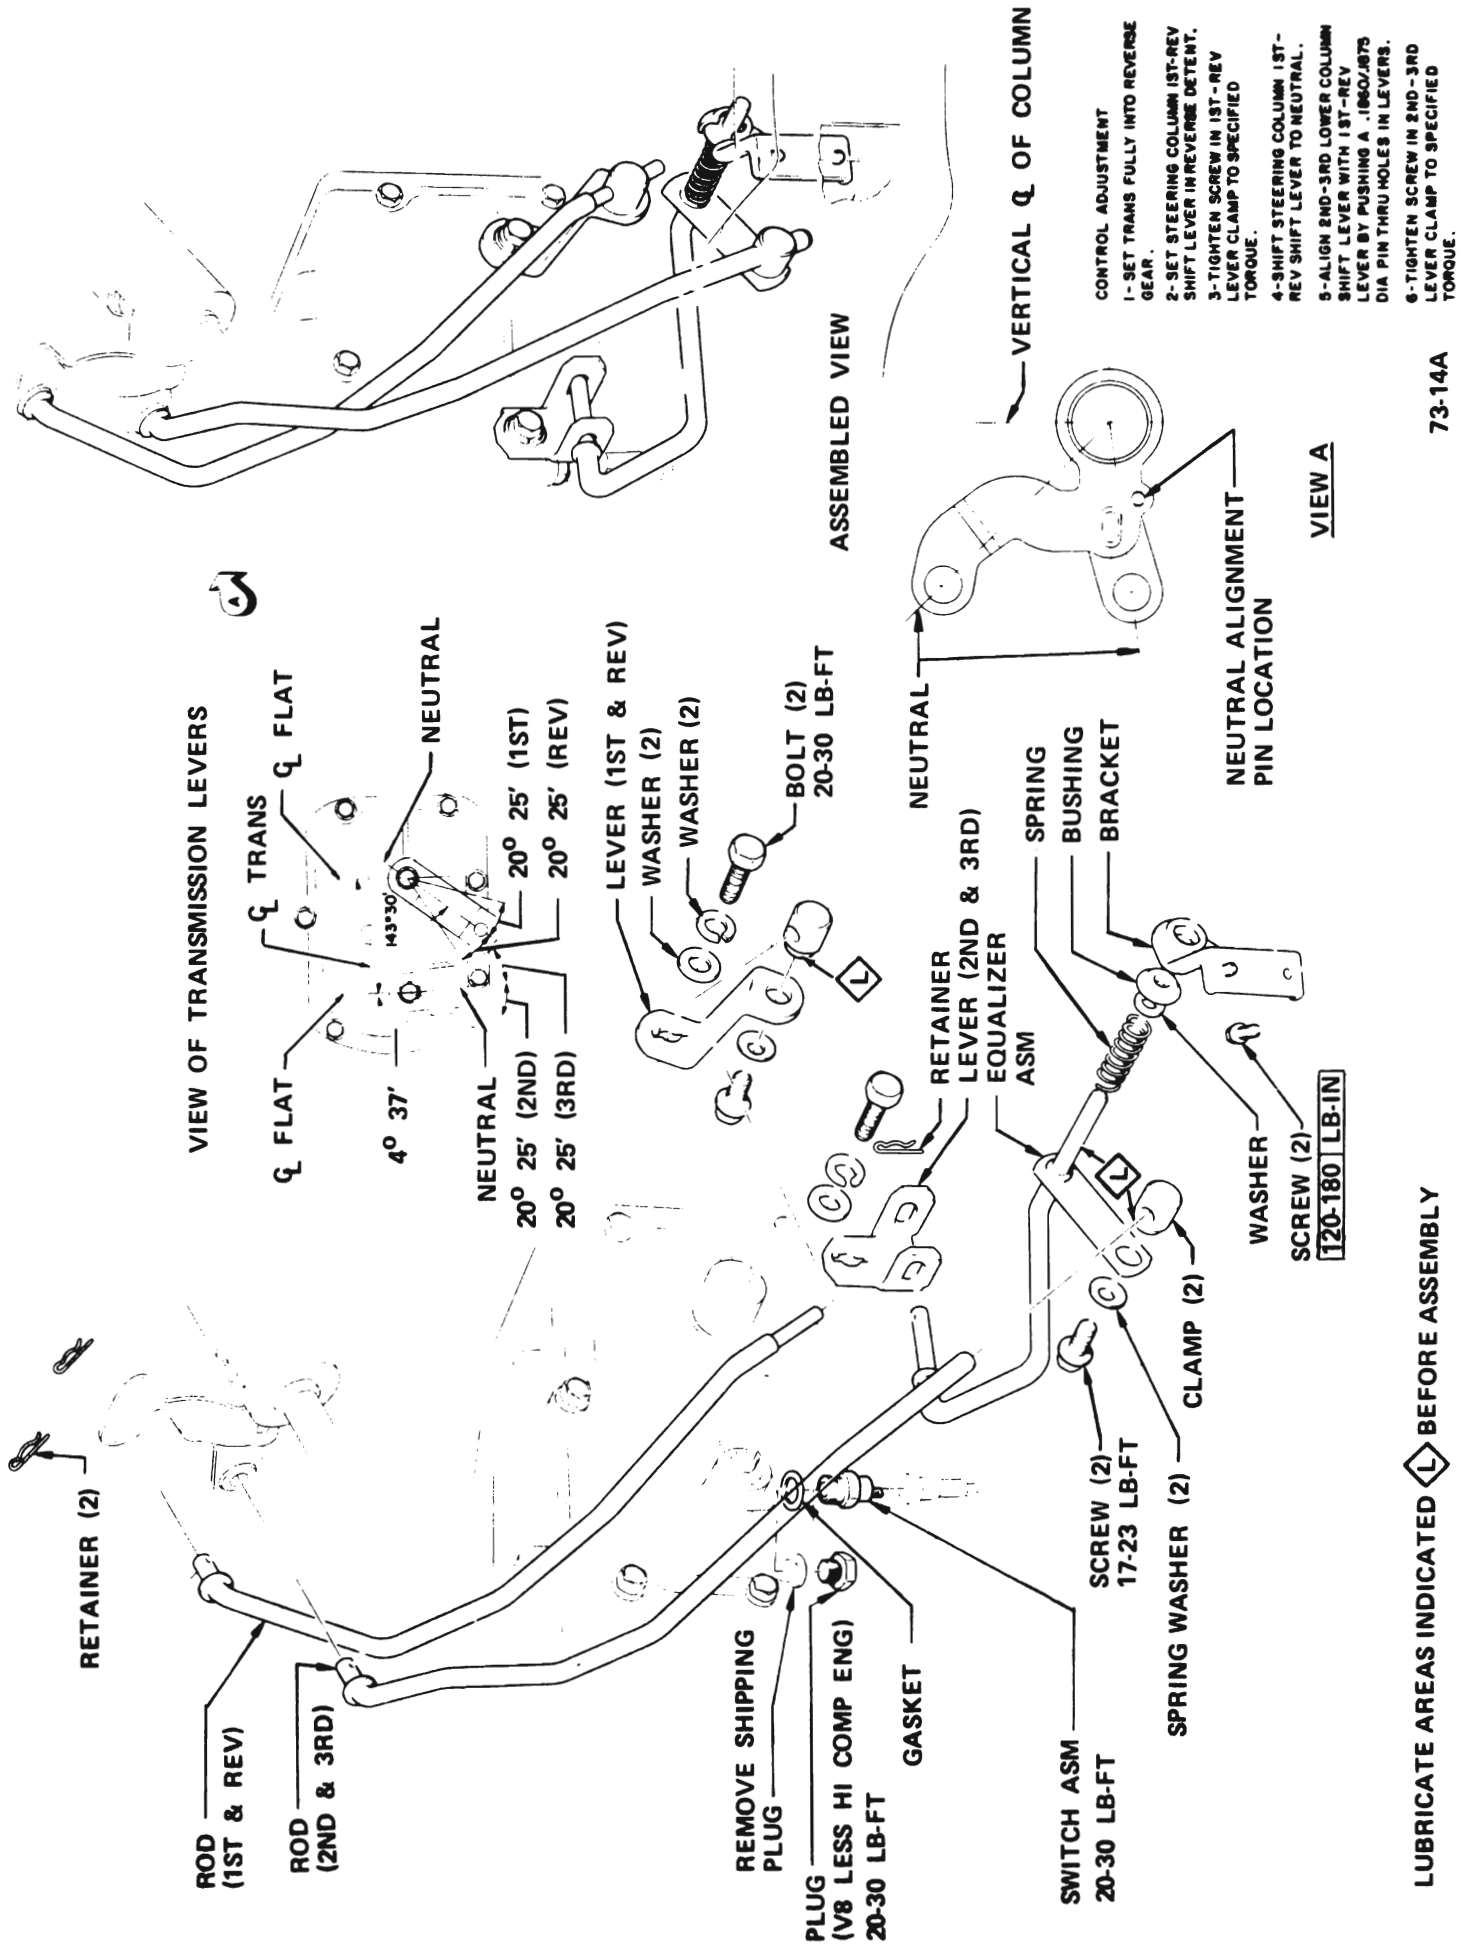 RETAINER (2)
ROD
(1ST & REV)
ROD
(2ND & 3RD)
REMOVE SHIPPING
PLUG
PLUG
(V8 LESS HI COMP ENG)
20-30 LB-FT
GASKET
SWITCH ASM
20-30 LB-FT
SCREW (2)
17-23 LB-FT
SPRING WASHER (2)
CLAMP (2)
WASHER
SCREW (2)
120-180 LB-IN
LUBRICATE AREAS INDICATED L BEFORE ASSEMBLY
VIEW OF TRANSMISSION LEVERS
A
℄ FLAT
℄ TRANS
℄ FLAT
4° 37'
143°30'
NEUTRAL
NEUTRAL
20° 25' (2ND)
20° 25' (3RD)
20° 25' (1ST)
20° 25' (REV)
LEVER (1ST & REV)
WASHER (2)
WASHER (2)
BOLT (2)
20-30 LB-FT
L
RETAINER
LEVER (2ND & 3RD)
EQUALIZER
ASM
L
SPRING
BUSHING
BRACKET
ASSEMBLED VIEW
VERTICAL ℄ OF COLUMN
NEUTRAL
NEUTRAL ALIGNMENT
PIN LOCATION
VIEW A
CONTROL ADJUSTMENT
1-SET TRANS FULLY INTO REVERSE
GEAR.
2-SET STEERING COLUMN 1ST-REV
SHIFT LEVER IN REVERSE DETENT.
3-TIGHTEN SCREW IN 1ST-REV
LEVER CLAMP TO SPECIFIED
TORQUE.
4-SHIFT STEERING COLUMN 1ST-
REV SHIFT LEVER TO NEUTRAL.
5-ALIGN 2ND-3RD LOWER COLUMN
SHIFT LEVER WITH 1ST-REV
LEVER BY PUSHING A .1860/.1875
DIA PIN THRU HOLES IN LEVERS.
6-TIGHTEN SCREW IN 2ND-3RD
LEVER CLAMP TO SPECIFIED
TORQUE.
73-14A